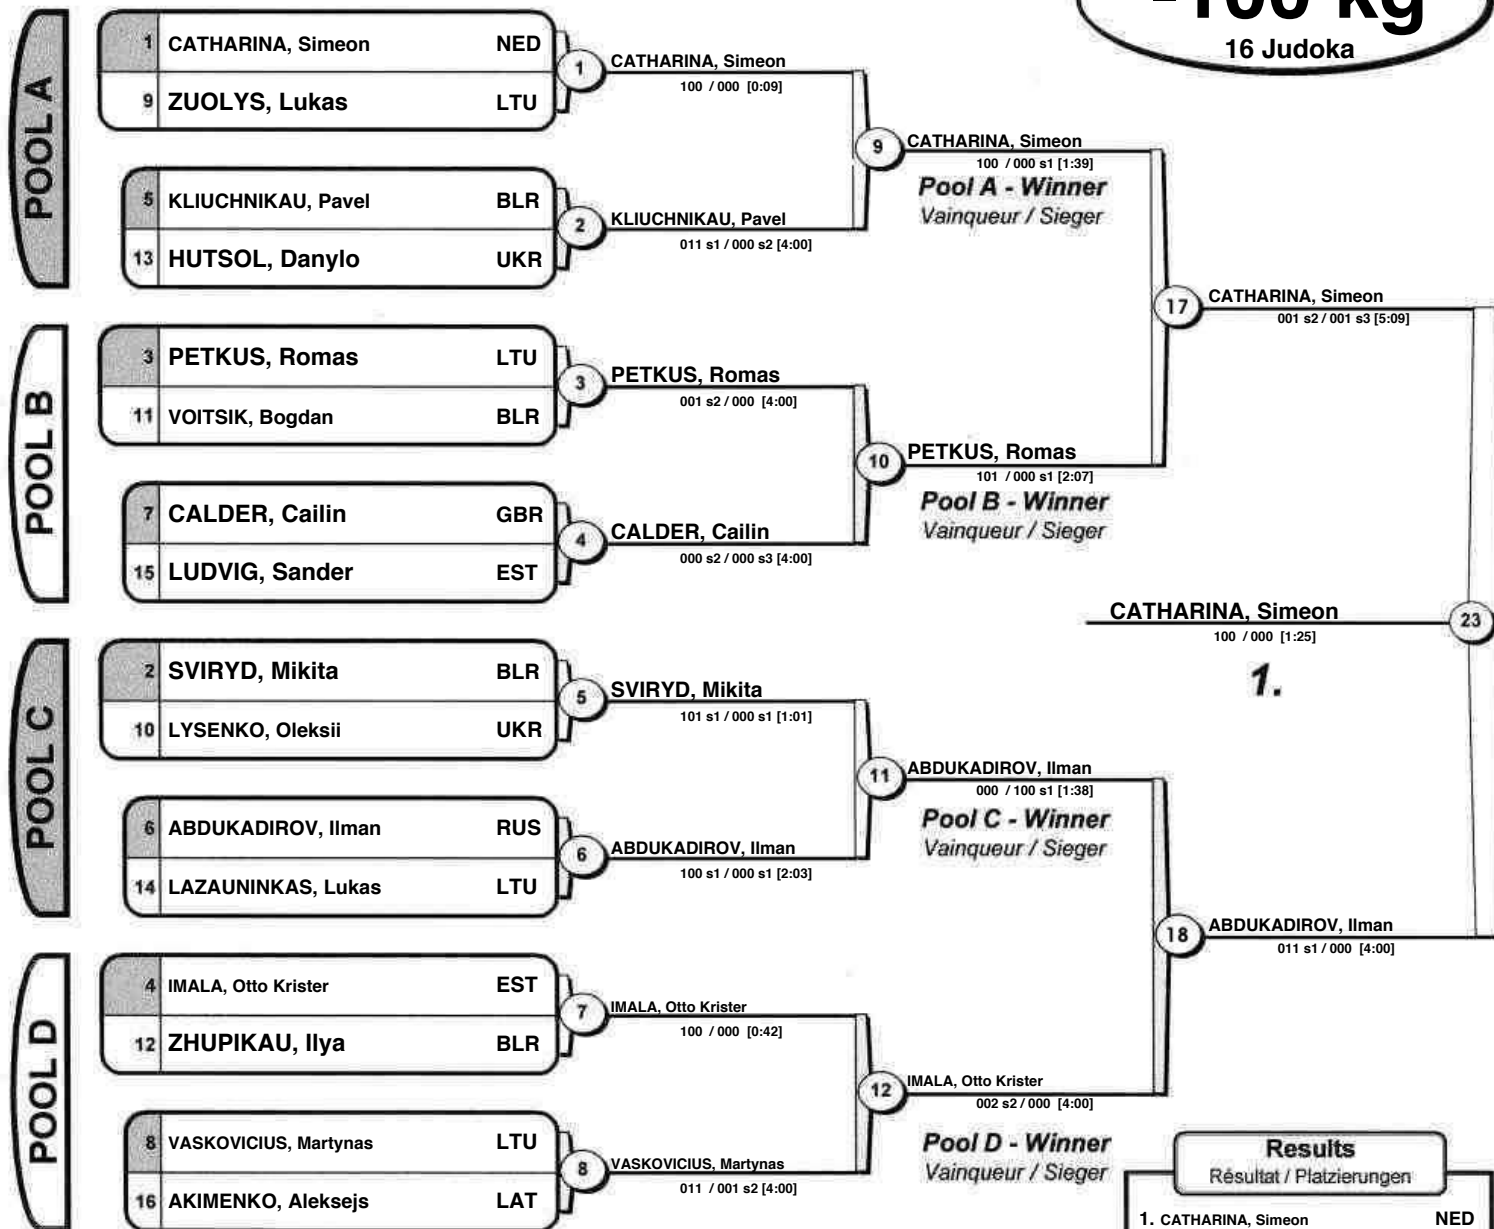 -100 kg
16 Judoka
POOL A
1 CATHARINA, Simeon NED
9 ZUOLYS, Lukas LTU
1
CATHARINA, Simeon
100 / 000 [0:09]
5 KLIUCHNIKAU, Pavel BLR
13 HUTSOL, Danylo UKR
2
KLIUCHNIKAU, Pavel
011 s1 / 000 s2 [4:00]
9
CATHARINA, Simeon
100 / 000 s1 [1:39]
Pool A - Winner
Vainqueur / Sieger
POOL B
3 PETKUS, Romas LTU
11 VOITSIK, Bogdan BLR
3
PETKUS, Romas
001 s2 / 000 [4:00]
7 CALDER, Cailin GBR
15 LUDVIG, Sander EST
4
CALDER, Cailin
000 s2 / 000 s3 [4:00]
10
PETKUS, Romas
101 / 000 s1 [2:07]
Pool B - Winner
Vainqueur / Sieger
17
CATHARINA, Simeon
001 s2 / 001 s3 [5:09]
CATHARINA, Simeon
100 / 000 [1:25]
23
1.
POOL C
2 SVIRYD, Mikita BLR
10 LYSENKO, Oleksii UKR
5
SVIRYD, Mikita
101 s1 / 000 s1 [1:01]
6 ABDUKADIROV, Ilman RUS
14 LAZAUNINKAS, Lukas LTU
6
ABDUKADIROV, Ilman
100 s1 / 000 s1 [2:03]
11
ABDUKADIROV, Ilman
000 / 100 s1 [1:38]
Pool C - Winner
Vainqueur / Sieger
18
ABDUKADIROV, Ilman
011 s1 / 000 [4:00]
POOL D
4 IMALA, Otto Krister EST
12 ZHUPIKAU, Ilya BLR
7
IMALA, Otto Krister
100 / 000 [0:42]
8 VASKOVICIUS, Martynas LTU
16 AKIMENKO, Aleksejs LAT
8
VASKOVICIUS, Martynas
011 / 001 s2 [4:00]
12
IMALA, Otto Krister
002 s2 / 000 [4:00]
Pool D - Winner
Vainqueur / Sieger
Results
Résultat / Platzierungen
1. CATHARINA, Simeon NED